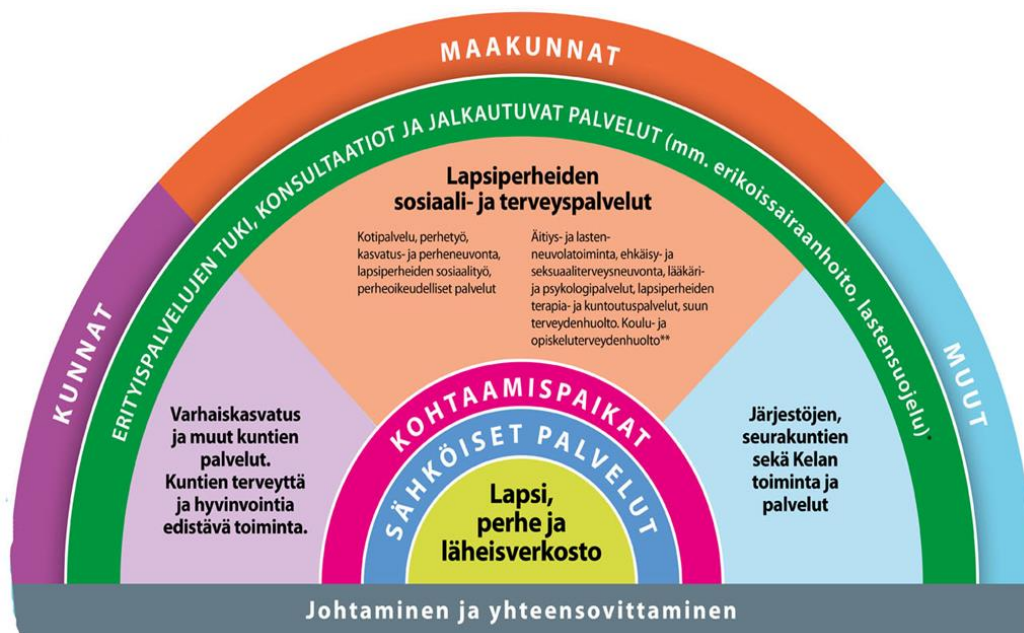 MAAKUNNAT
KUNNAT
MUUT
ERITYISPALVELUJEN TUKI, KONSULTAATIOT JA JALKAUTUVAT PALVELUT (mm. erikoissairaanhoito, lastensuojelu)*
Lapsiperheiden
sosiaali- ja terveyspalvelut
Kotipalvelu, perhetyö,
kasvatus- ja perheneuvonta,
lapsiperheiden sosiaalityö,
perheoikeudelliset palvelut
Äitiys- ja lasten-
neuvolatoiminta, ehkäisy- ja
seksuaaliterveysneuvonta, lääkäri-
ja psykologipalvelut, lapsiperheiden
terapia- ja kuntoutuspalvelut, suun
terveydenhuolto. Koulu- ja
opiskeluterveydenhuolto**
Varhaiskasvatus
ja muut kuntien
palvelut.
Kuntien terveyttä
ja hyvinvointia
edistävä toiminta.
Järjestöjen,
seurakuntien
sekä Kelan
toiminta ja
palvelut
KOHTAAMISPAIKAT
SÄHKÖISET PALVELUT
Lapsi,
perhe ja
läheisverkosto
Johtaminen ja yhteensovittaminen